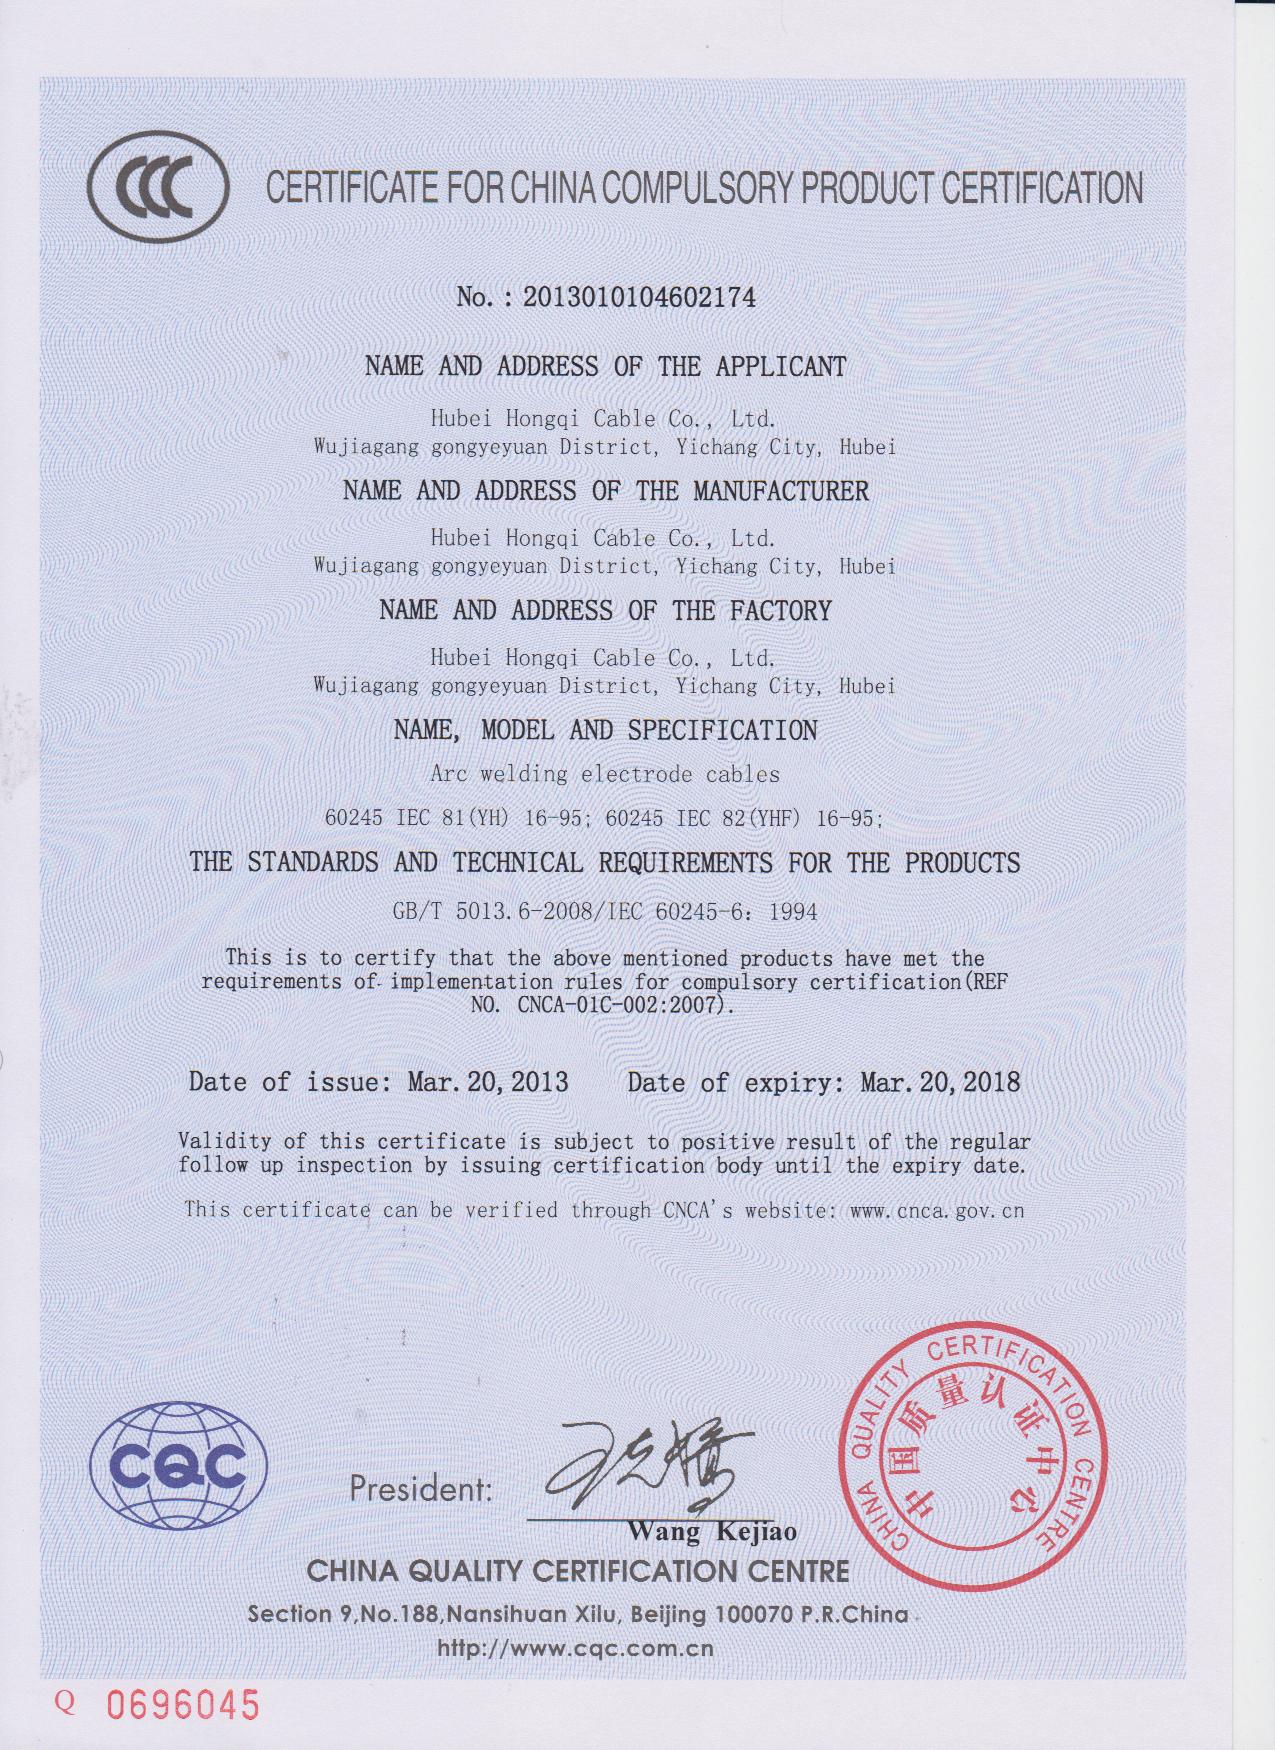 CCC
CERTIFICATE FOR CHINA COMPULSORY PRODUCT CERTIFICATION
No. : 2013010104602174
NAME AND ADDRESS OF THE APPLICANT
Hubei Hongqi Cable Co., Ltd.
Wujiagang gongyeyuan District, Yichang City, Hubei
NAME AND ADDRESS OF THE MANUFACTURER
Hubei Hongqi Cable Co., Ltd.
Wujiagang gongyeyuan District, Yichang City, Hubei
NAME AND ADDRESS OF THE FACTORY
Hubei Hongqi Cable Co., Ltd.
Wujiagang gongyeyuan District, Yichang City, Hubei
NAME, MODEL AND SPECIFICATION
Arc welding electrode cables
60245 IEC 81(YH) 16-95; 60245 IEC 82(YHF) 16-95;
THE STANDARDS AND TECHNICAL REQUIREMENTS FOR THE PRODUCTS
GB/T 5013.6-2008/IEC 60245-6: 1994
This is to certify that the above mentioned products have met the
requirements of implementation rules for compulsory certification(REF
NO. CNCA-01C-002:2007).
Date of issue: Mar.20,2013 Date of expiry: Mar.20,2018
Validity of this certificate is subject to positive result of the regular
follow up inspection by issuing certification body until the expiry date.
This certificate can be verified through CNCA's website: www.cnca.gov.cn
CQC
President:
Wang Kejiao
CHINA QUALITY CERTIFICATION CENTRE
中国质量认证中心
CHINA QUALITY CERTIFICATION CENTRE
Section 9,No.188,Nansihuan Xilu, Beijing 100070 P.R.China
http://www.cqc.com.cn
Q 0696045